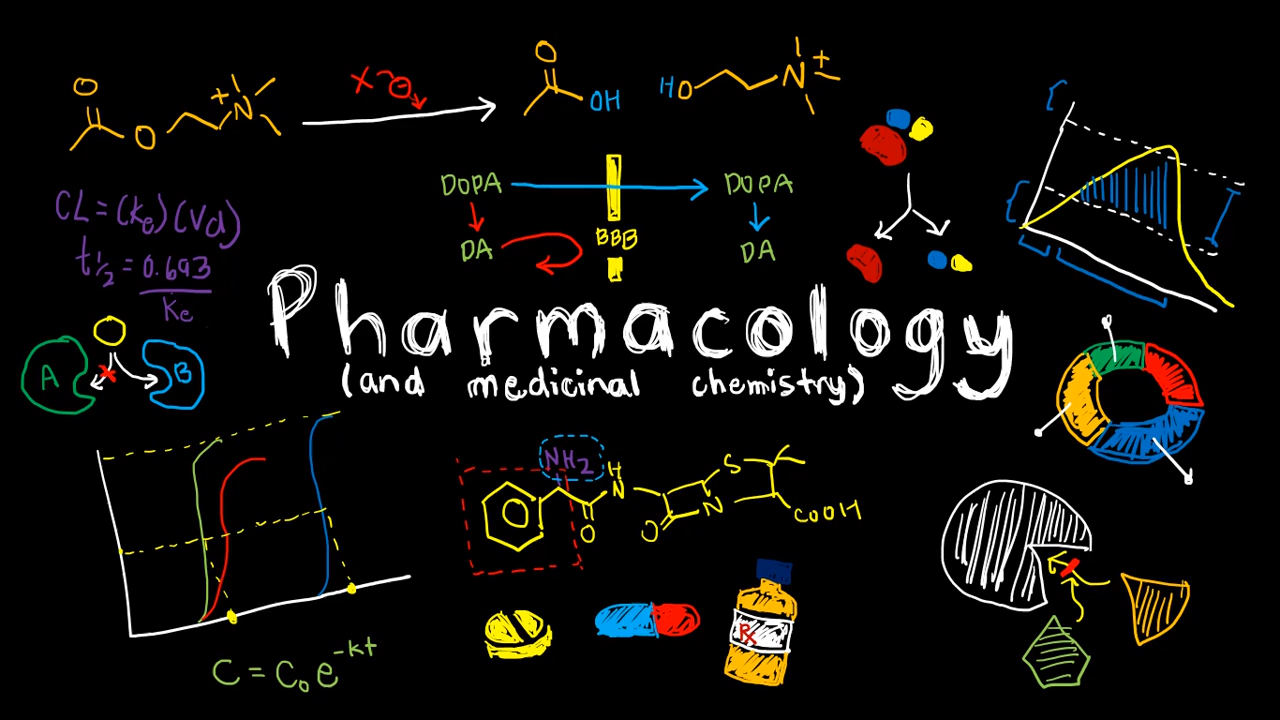 O
O
+
N
X~Θ
O
OH
HO
+
N
CL = (ke)(Vd)
t1/2 = 0.693
ke
DOPA
DOPA
BBB
DA
DA
Pharmacology
(and medicinal chemistry)
A
B
NH2
H
N
O
O
N
S
COOH
Rx
C = C0 e^-kt